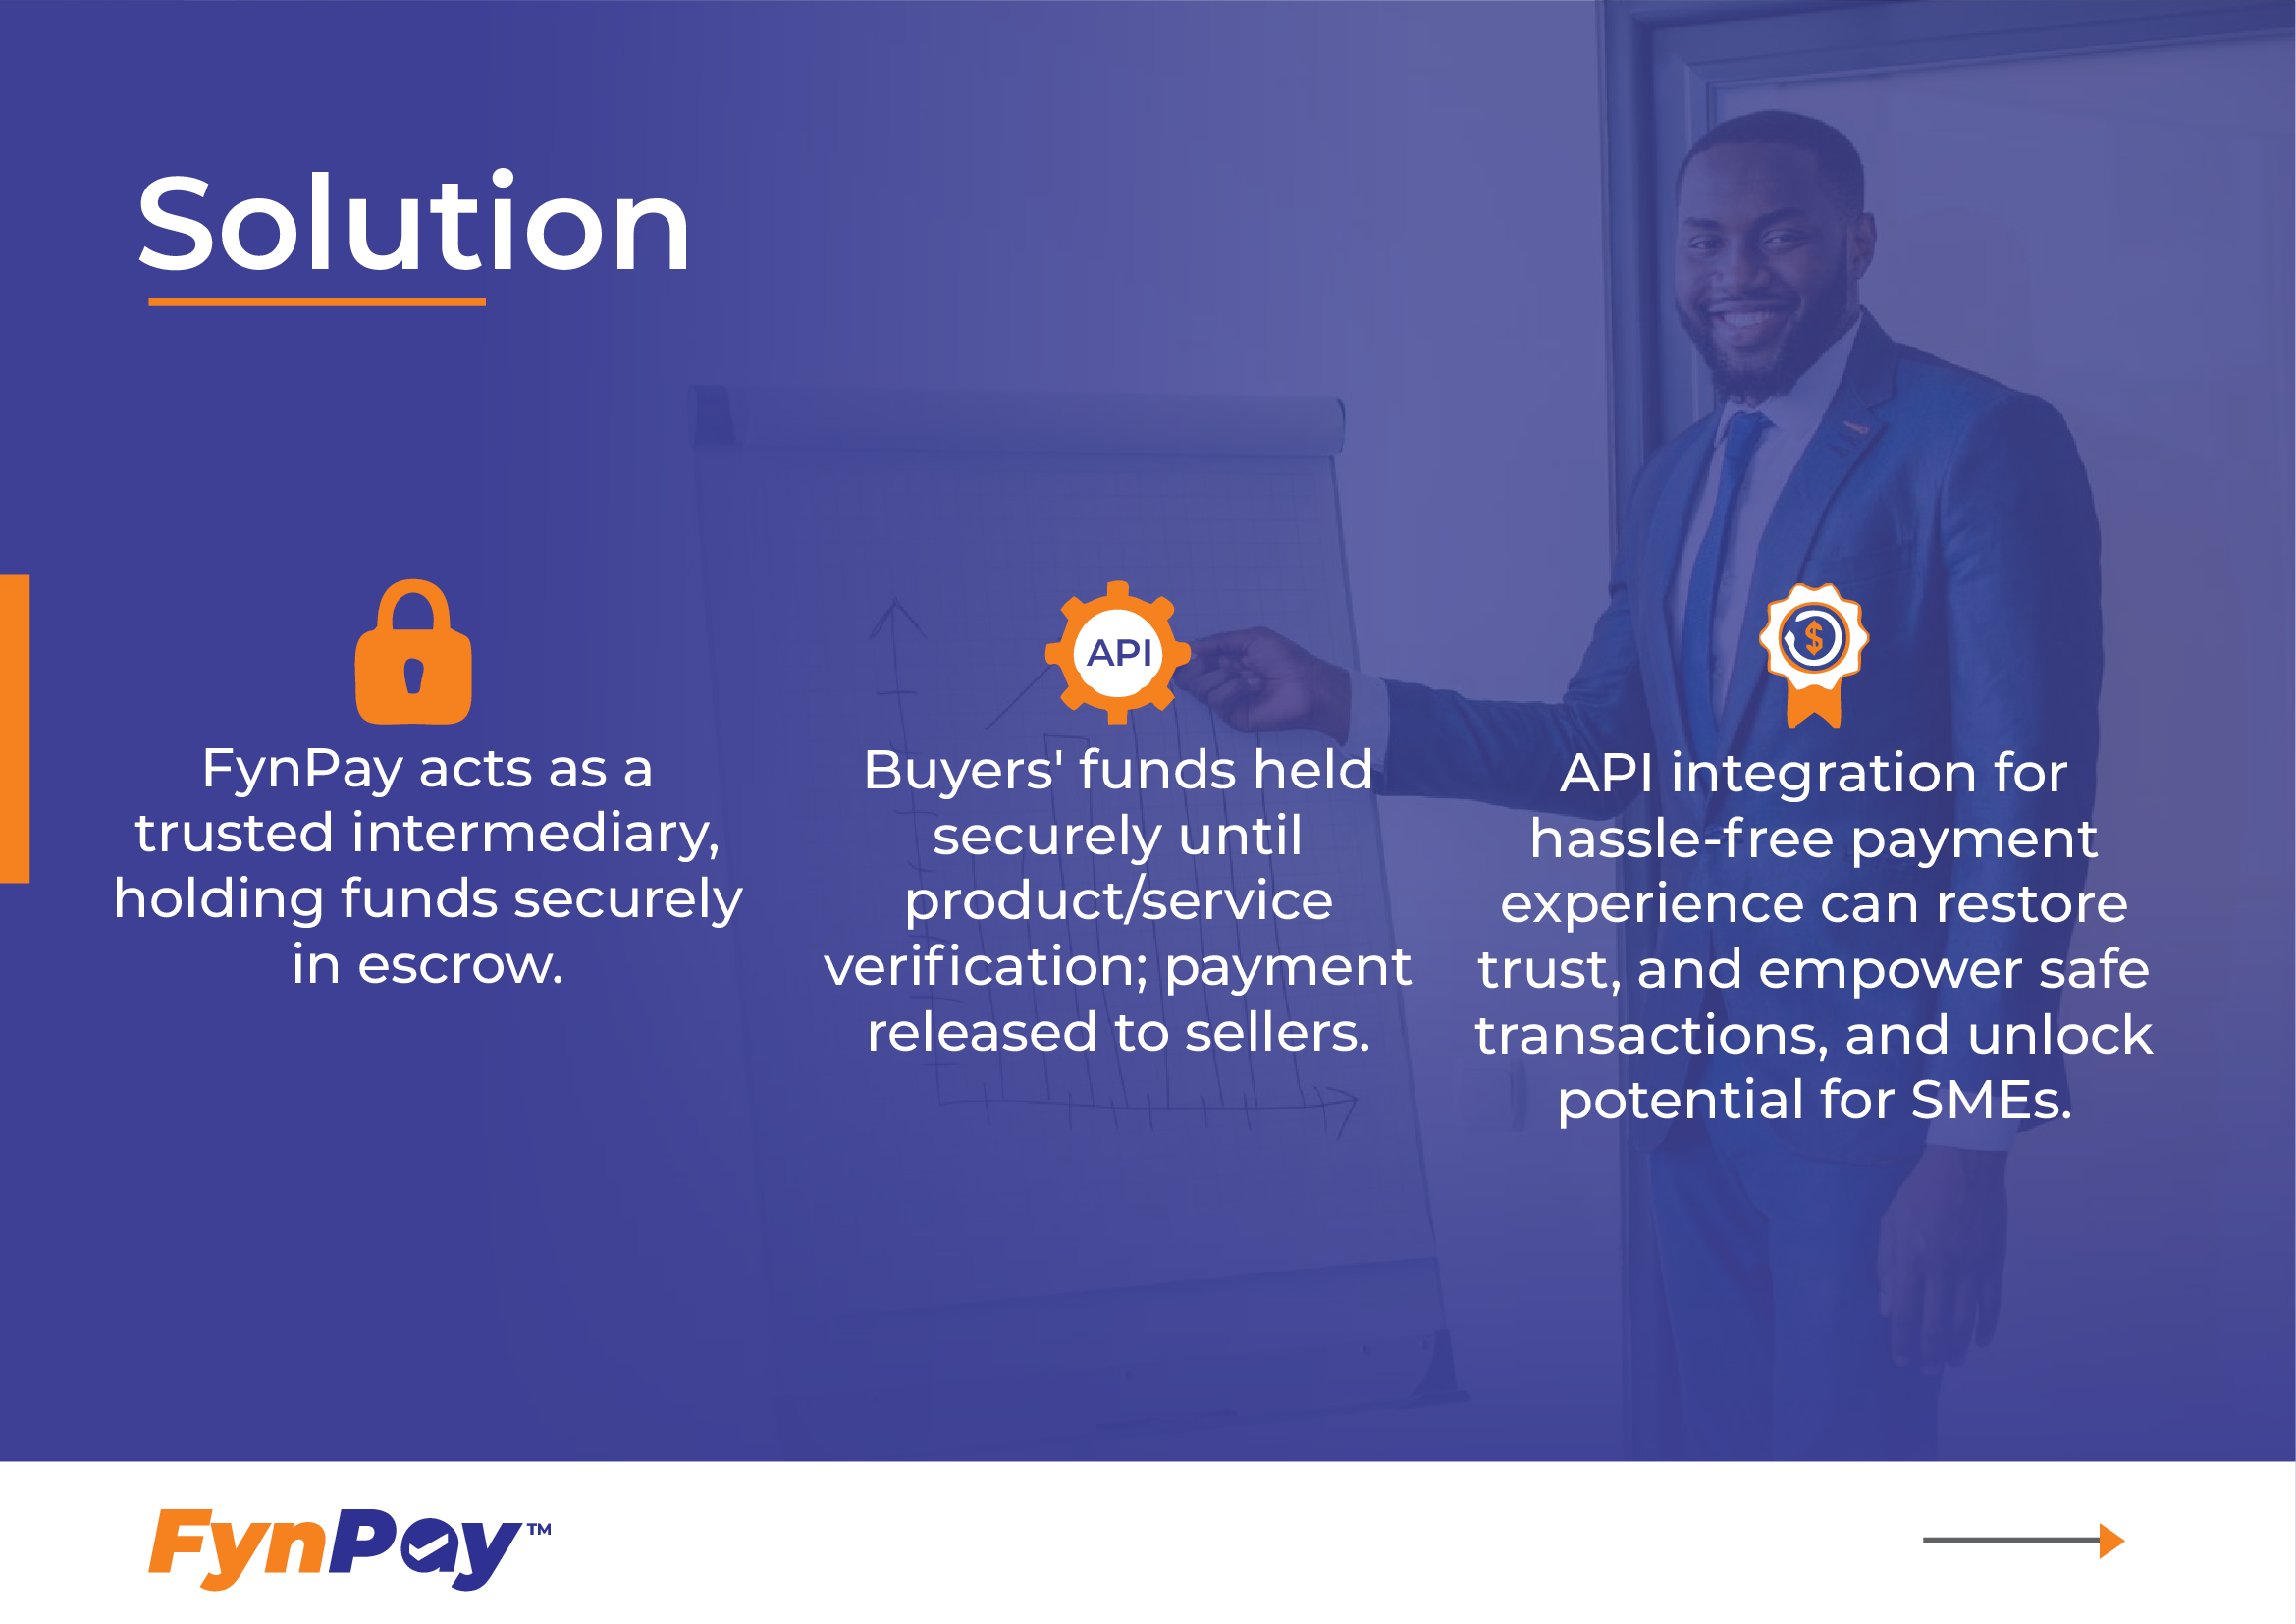 Solution
FynPay acts as a
trusted intermediary,
holding funds securely
in escrow.
API
Buyers' funds held
securely until
product/service
verification; payment
released to sellers.
$
API integration for
hassle-free payment
experience can restore
trust, and empower safe
transactions, and unlock
potential for SMEs.
FynPay™